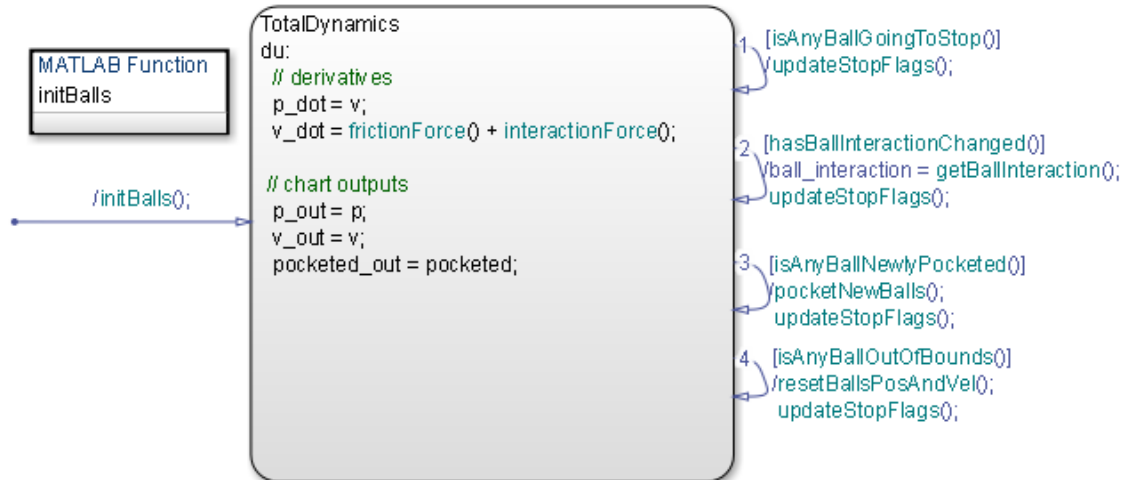 MATLAB Function
initBalls
/initBalls();
TotalDynamics
du:
// derivatives
p_dot = v;
v_dot = frictionForce() + interactionForce();
// chart outputs
p_out = p;
v_out = v;
pocketed_out = pocketed;
1
[isAnyBallGoingToStop()]
/updateStopFlags();
2
[hasBallInteractionChanged()]
/ball_interaction = getBallInteraction();
updateStopFlags();
3
[isAnyBallNewlyPocketed()]
/pocketNewBalls();
updateStopFlags();
4
[isAnyBallOutOfBounds()]
/resetBallsPosAndVel();
updateStopFlags();